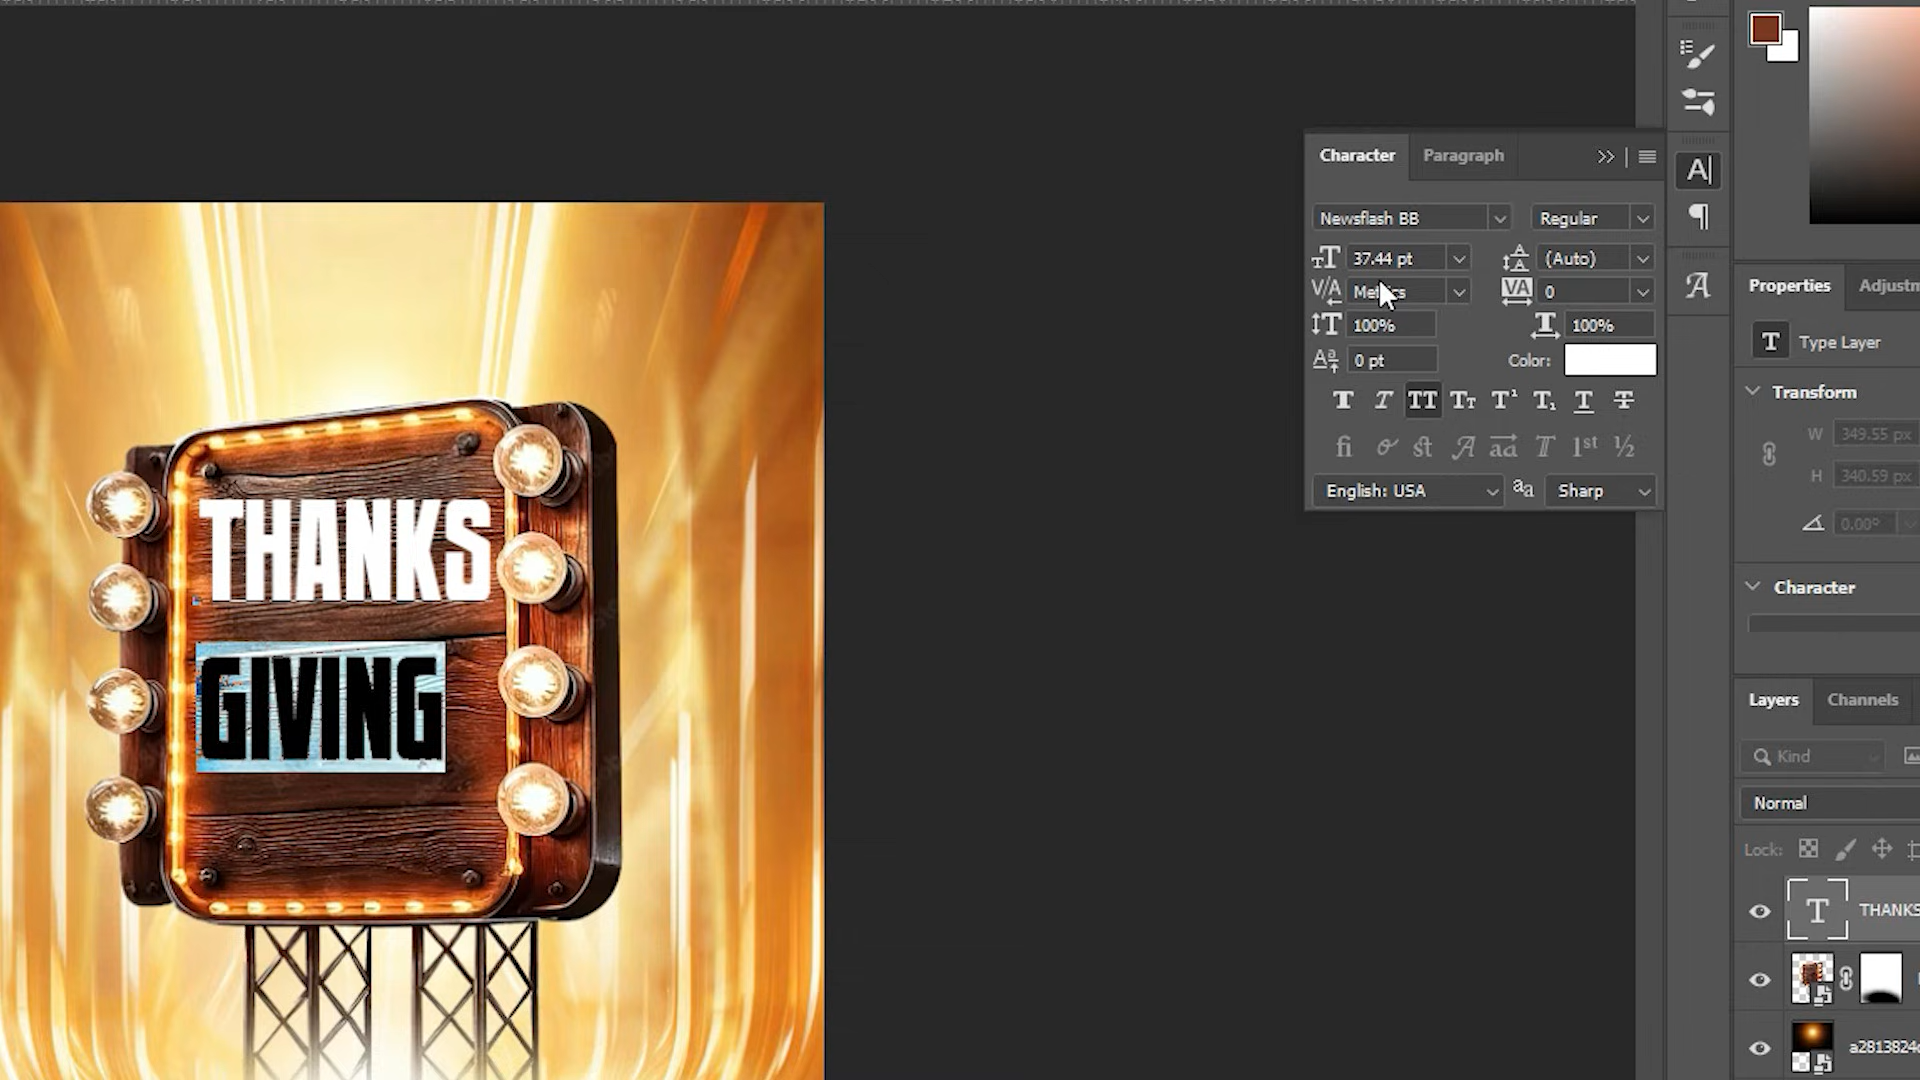 Character Paragraph
Newsflash BB Regular
37.44 pt (Auto)
0
100% 100%
0 pt Color:
English: USA Sharp
THANKS
GIVING
Properties
Type Layer
Transform
W 349.55 px
H 340.59 px
0.00°
Character
Layers Channels
Kind
Normal
Lock:
THANKS
a2813824